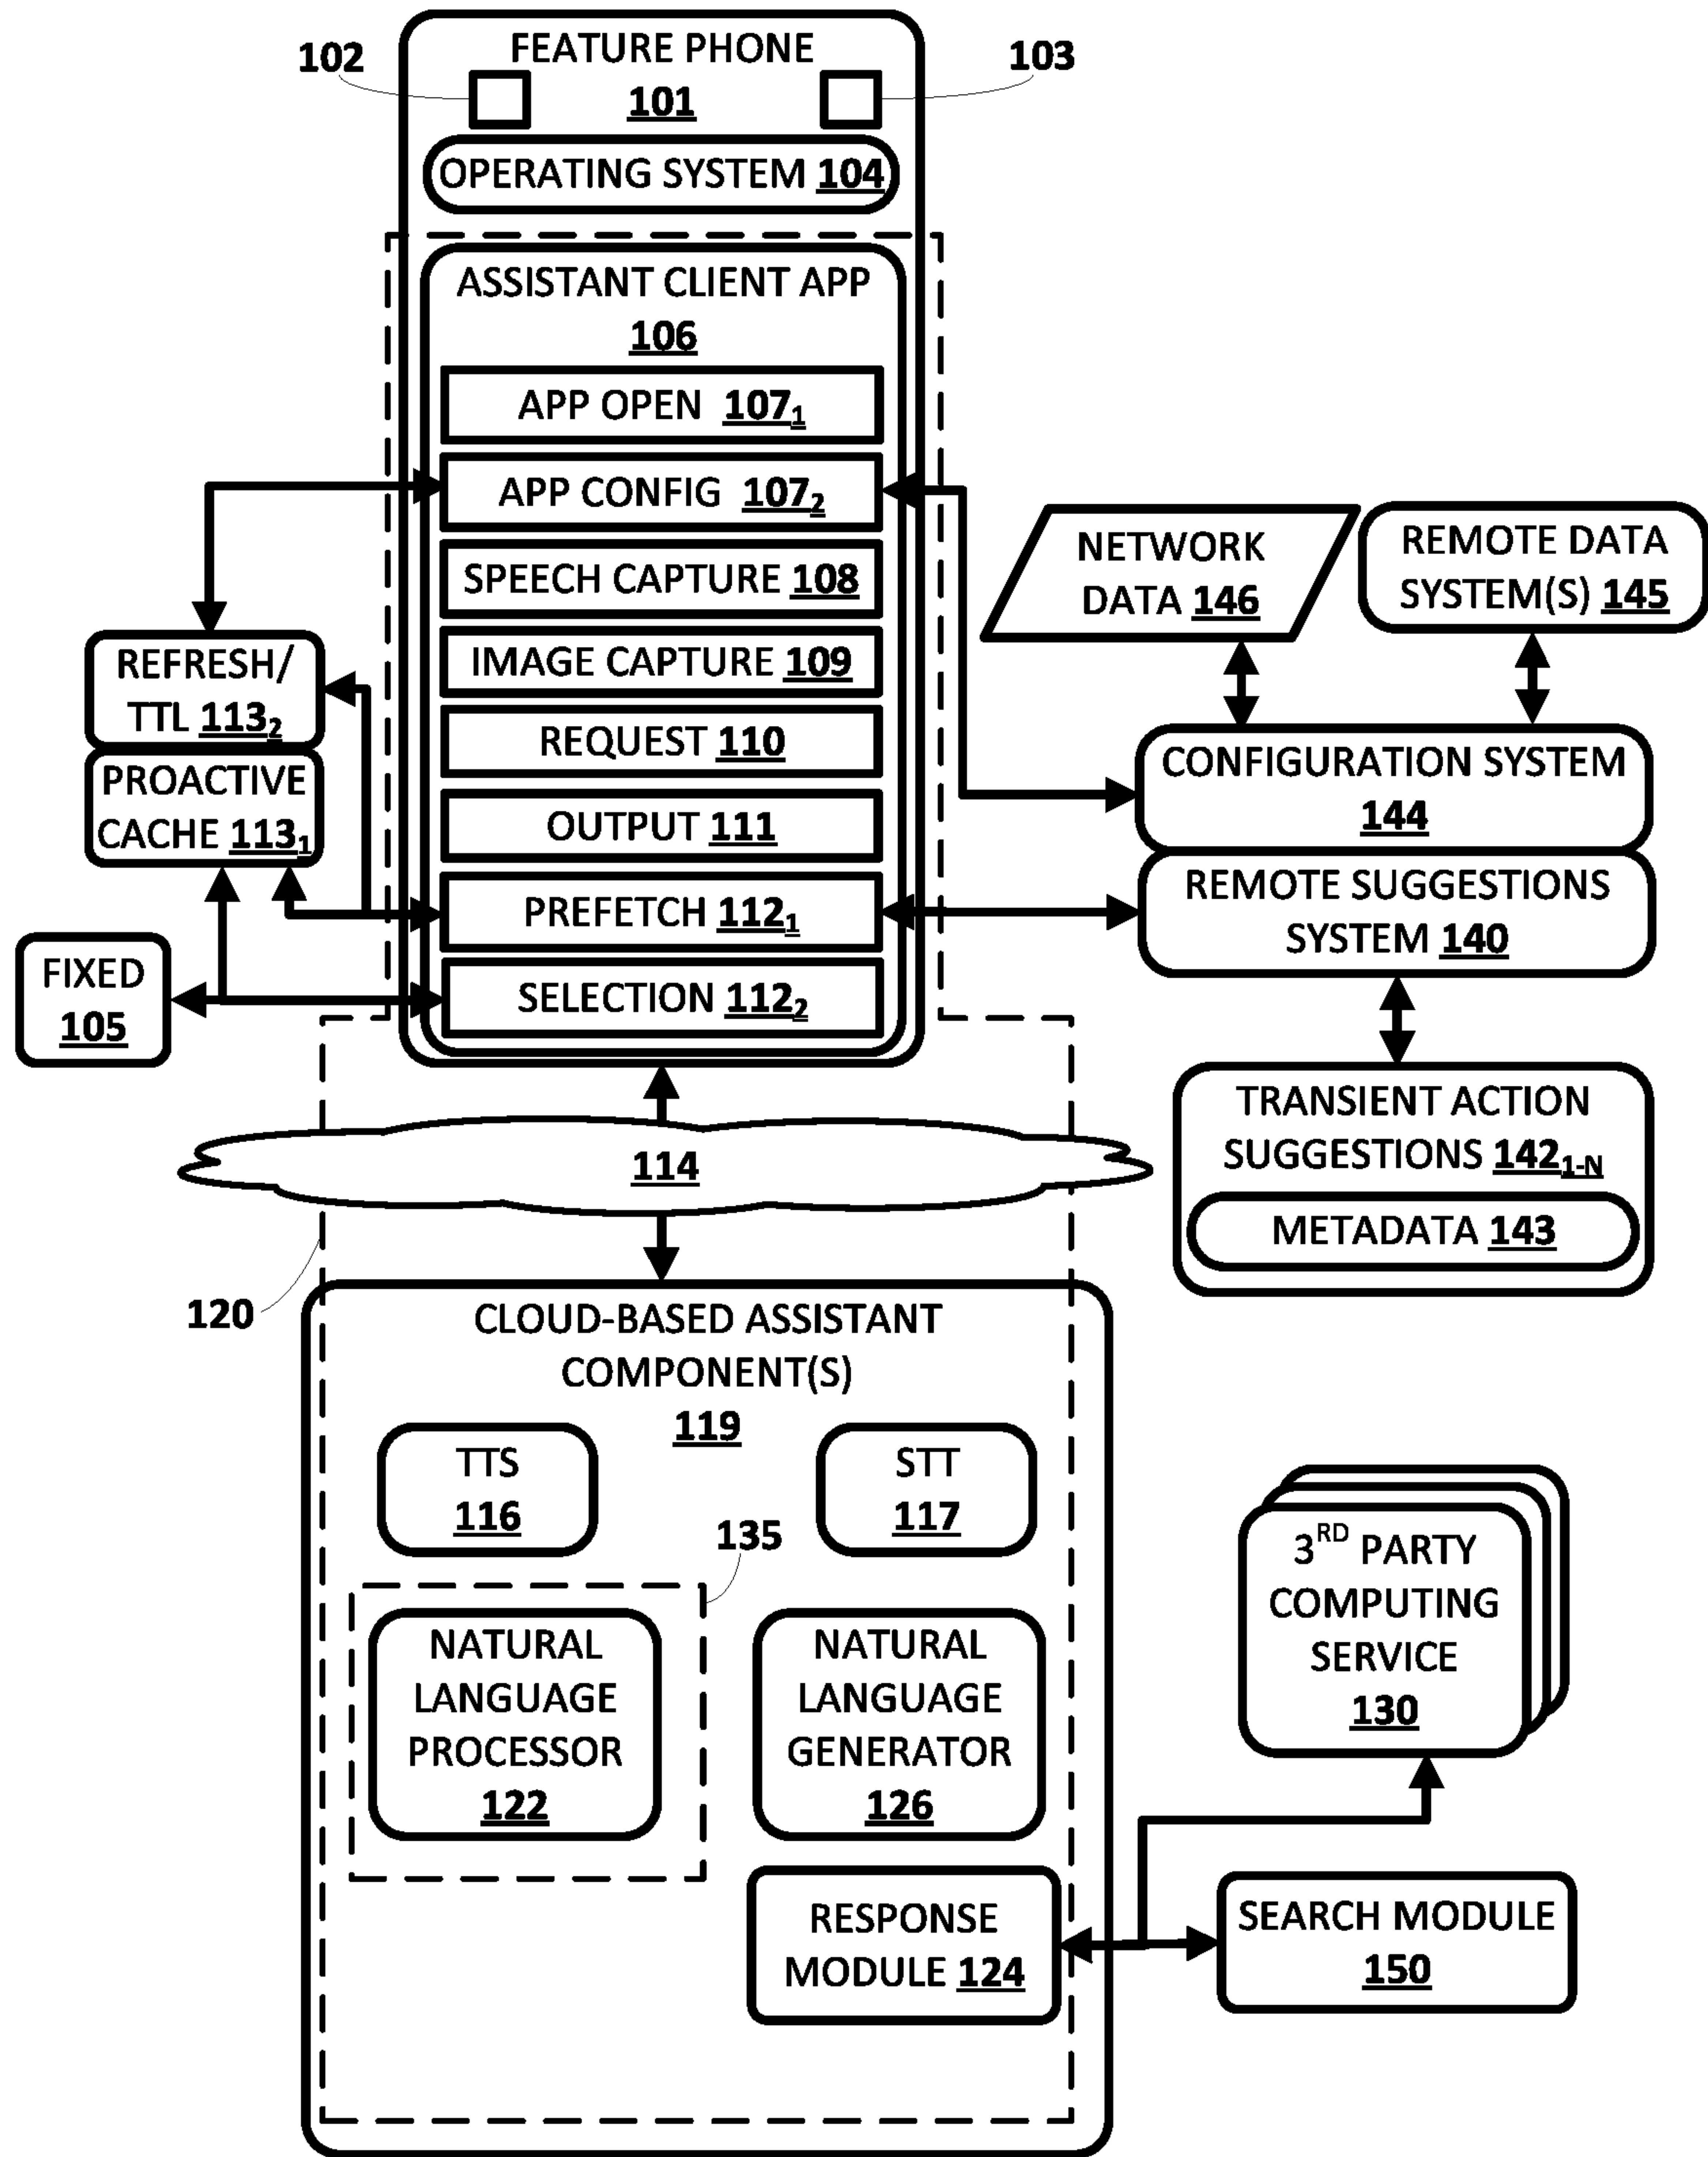 FEATURE PHONE
101
102
103
OPERATING SYSTEM 104
ASSISTANT CLIENT APP
106
APP OPEN 107₁
APP CONFIG 107₂
SPEECH CAPTURE 108
IMAGE CAPTURE 109
REQUEST 110
OUTPUT 111
PREFETCH 112₁
SELECTION 112₂
REFRESH/
TTL 113₂
PROACTIVE
CACHE 113₁
FIXED
105
NETWORK
DATA 146
REMOTE DATA
SYSTEM(S) 145
CONFIGURATION SYSTEM
144
REMOTE SUGGESTIONS
SYSTEM 140
TRANSIENT ACTION
SUGGESTIONS 142₁₋N
METADATA 143
114
120
CLOUD-BASED ASSISTANT
COMPONENT(S)
119
TTS
116
STT
117
135
NATURAL
LANGUAGE
PROCESSOR
122
NATURAL
LANGUAGE
GENERATOR
126
RESPONSE
MODULE 124
3RD PARTY
COMPUTING
SERVICE
130
SEARCH MODULE
150